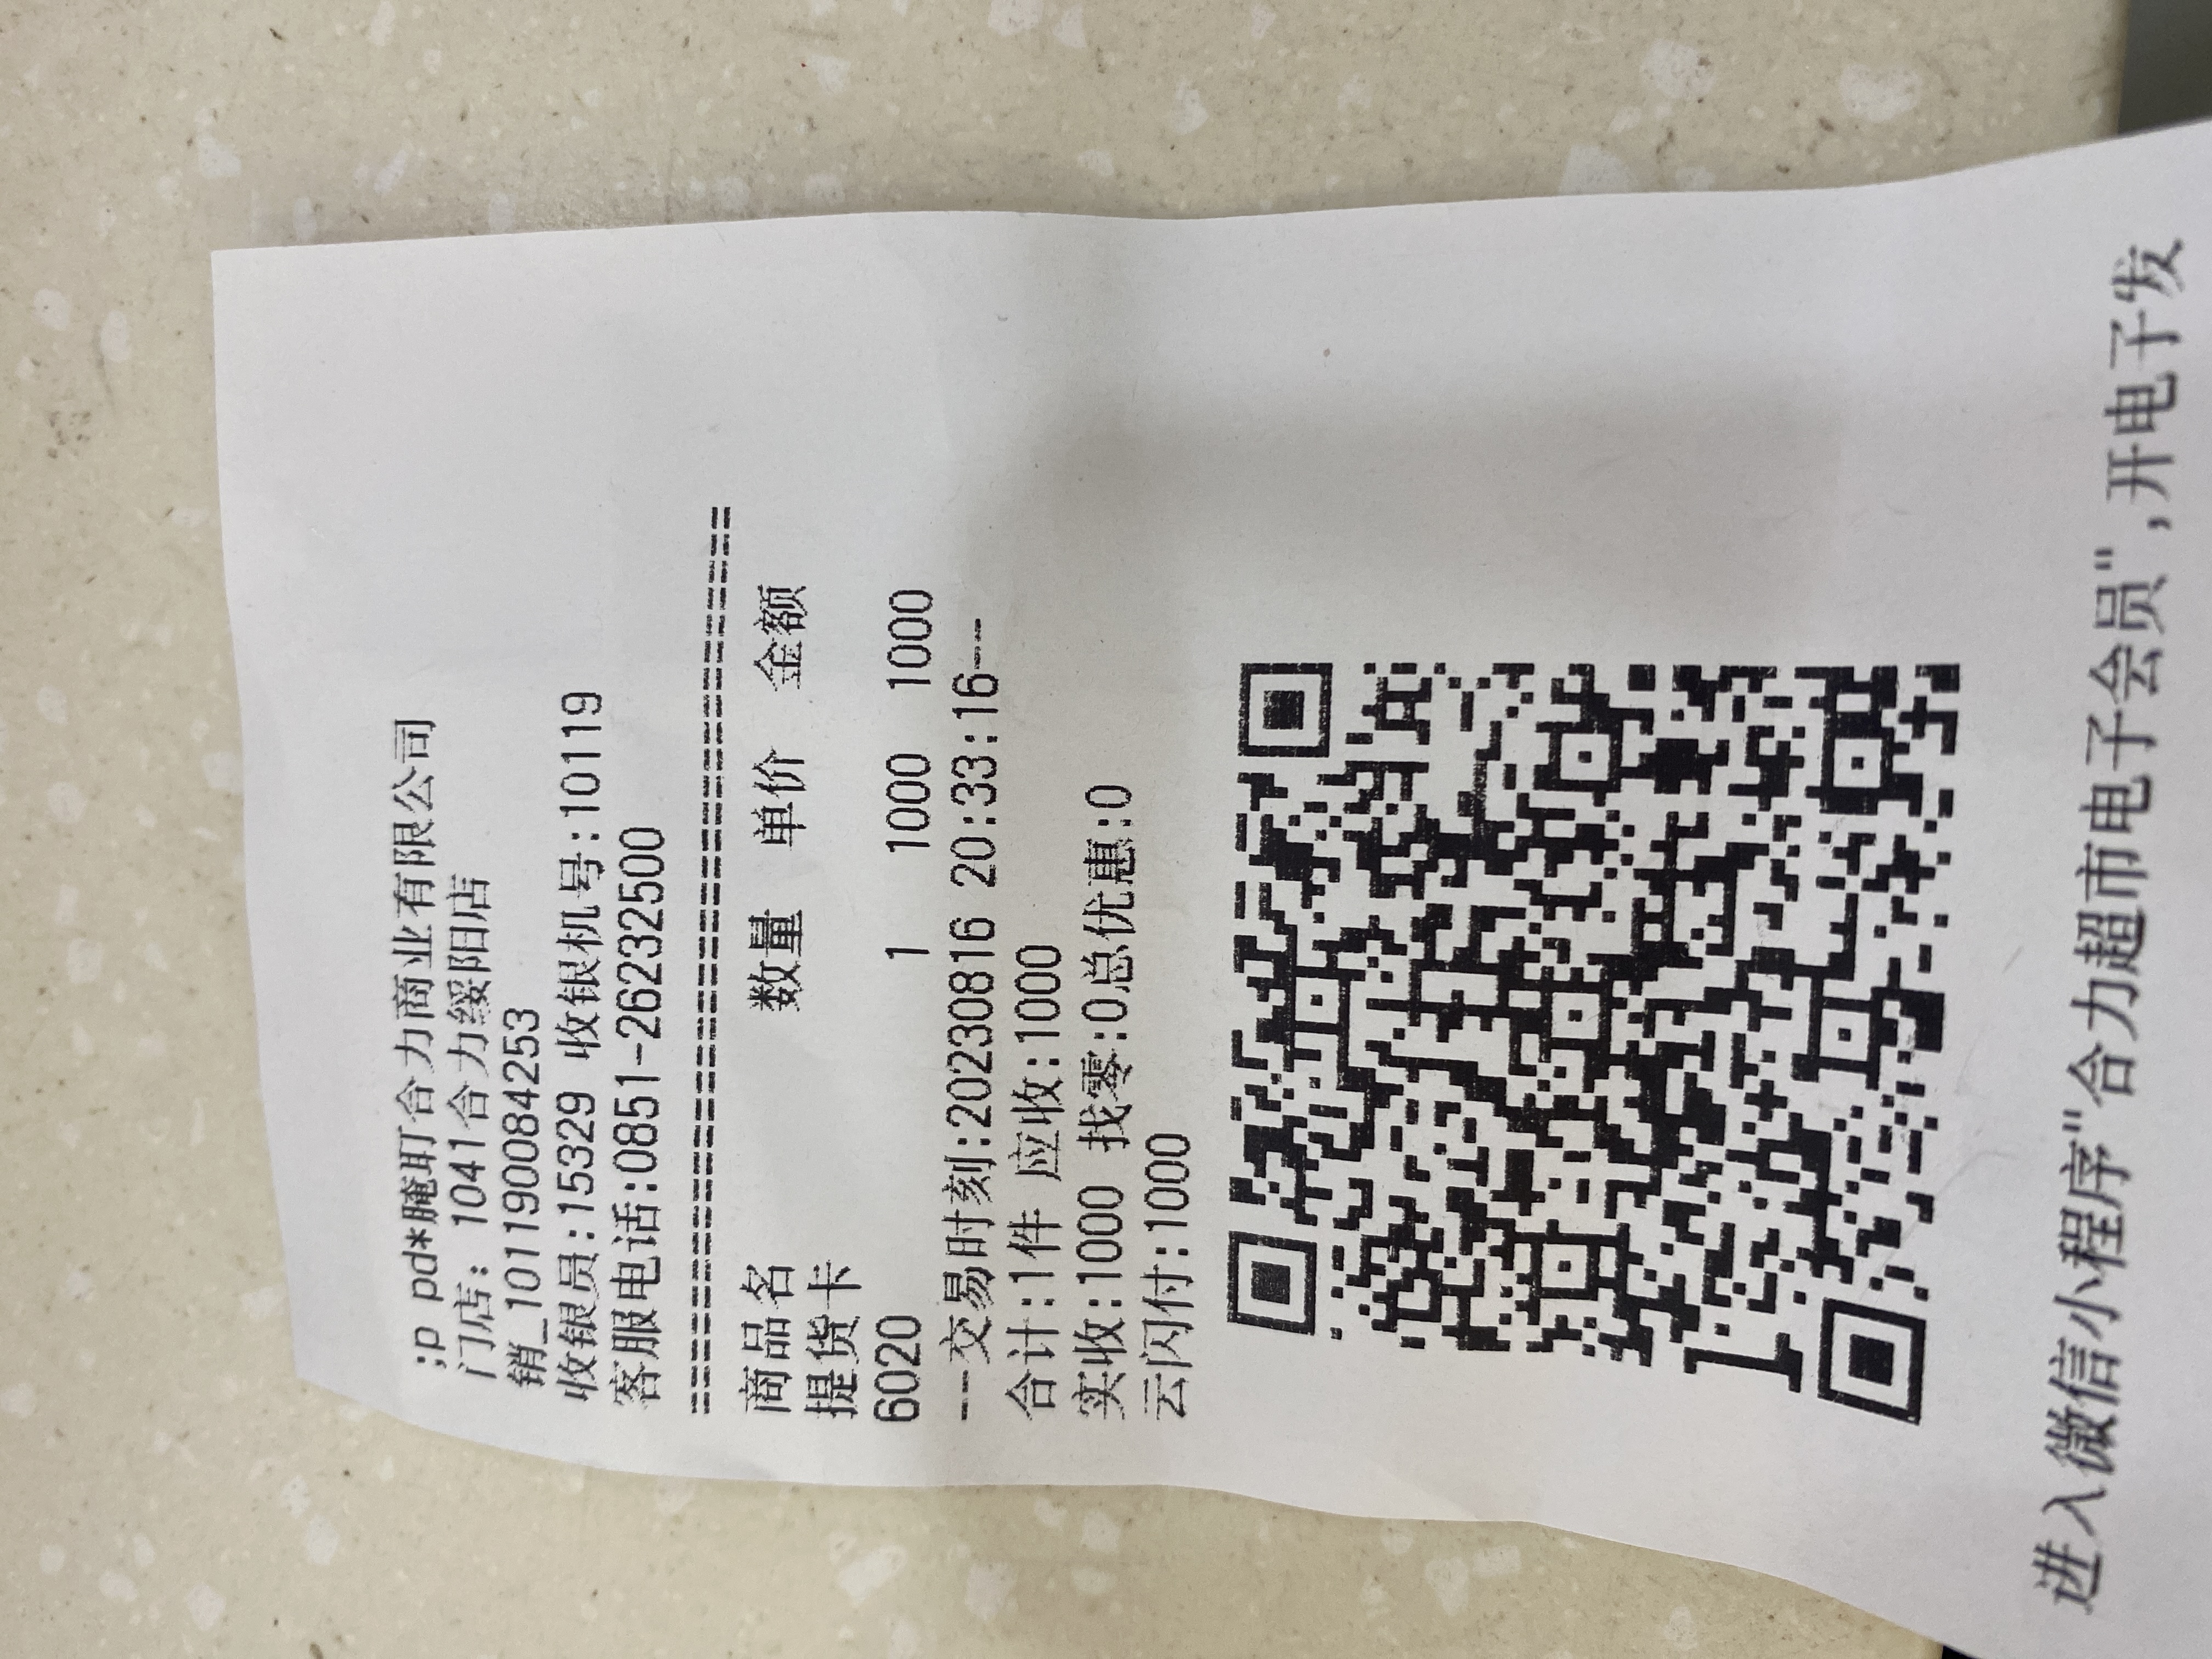 ;p pd*腌耵合力商业有限公司
门店: 1041合力绥阳店
销_1011900084253
收银员:15329 收银机号:10119
客服电话:0851-26232500
========================================
商品名 数量 单价 金额
提货卡
6020 1 1000 1000
--交易时刻:20230816 20:33:16--
合计:1件 应收:1000
实收:1000 找零:0总优惠:0
云闪付:1000
进入微信小程序"合力超市电子会员",开电子发